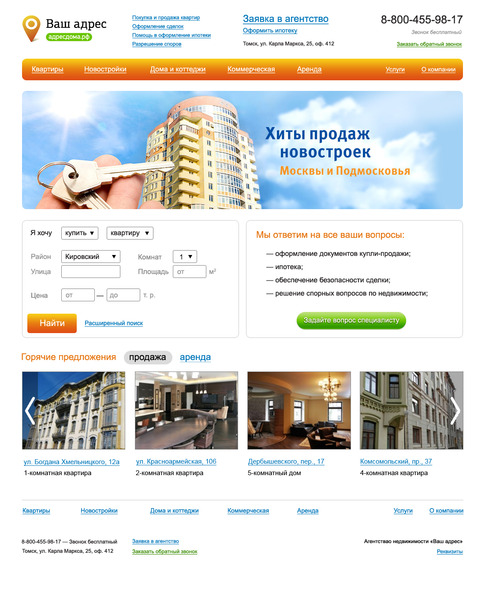 Ваш адрес
адресдома.рф
Покупка и продажа квартир
Оформление сделок
Помощь в оформлении ипотеки
Разрешение споров
Заявка в агентство
Оформить ипотеку
Томск, ул. Карла Маркса, 25, оф. 412
8-800-455-98-17
Звонок бесплатный
Заказать обратный звонок
Квартиры Новостройки Дома и коттеджи Коммерческая Аренда Услуги О компании
Хиты продаж
новостроек
Москвы и Подмосковья
Я хочу купить ▼ квартиру ▼
Район Кировский ▼ Комнат 1 ▼
Улица Площадь от м²
Цена от — до т. р.
Найти Расширенный поиск
Мы ответим на все ваши вопросы:
— оформление документов купли-продажи;
— ипотека;
— обеспечение безопасности сделки;
— решение спорных вопросов по недвижимости;
Задайте вопрос специалисту
Горячие предложения продажа аренда
ул. Богдана Хмельницкого, 12а
1-комнатная квартира
ул. Красноармейская, 106
2-комнатная квартира
Дербышевского, пер., 17
5-комнатный дом
Комсомольский, пр., 37
4-комнатная квартира
Квартиры Новостройки Дома и коттеджи Коммерческая Аренда Услуги О компании
8-800-455-98-17 — Звонок бесплатный
Томск, ул. Карла Маркса, 25, оф. 412
Заявка в агентство
Заказать обратный звонок
Агентстваo недвижимости «Ваш адрес»
Реквизиты